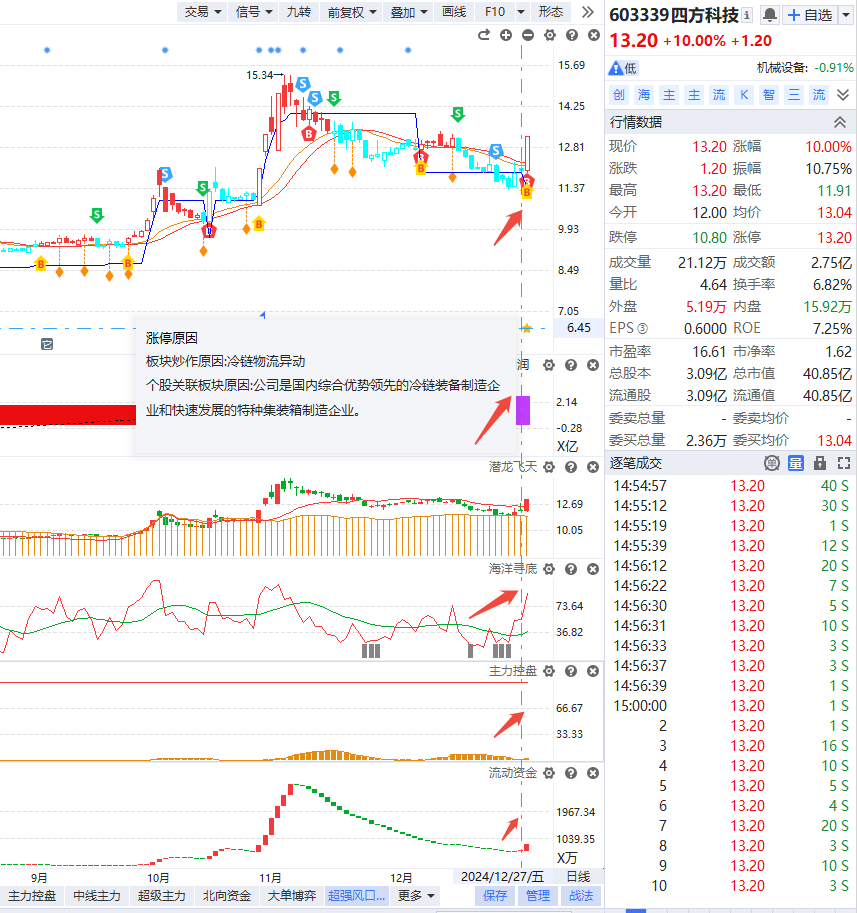 交易 信号 九转 前复权 叠加 画线 F10 形态
603339 四方科技 自选
13.20 +10.00% +1.20
低 机械设备: -0.91%
创 海 主 主 流 K 智 三 流
行情数据
现价 13.20 涨幅 10.00%
涨跌 1.20 振幅 10.75%
最高 13.20 最低 11.91
今开 12.00 均价 13.04
跌停 10.80 涨停 13.20
成交量 21.12万 成交额 2.75亿
量比 4.64 换手率 6.82%
外盘 5.19万 内盘 15.92万
EPS③ 0.6000 ROE 7.25%
市盈率 16.61 市净率 1.62
总股本 3.09亿 总市值 40.85亿
流通股 3.09亿 流通值 40.85亿
委卖总量 - 委卖均价 -
委买总量 2.36万 委买均价 13.04
逐笔成交 量
14:54:57 13.20 40 S
14:55:12 13.20 30 S
14:55:19 13.20 1 S
14:55:39 13.20 12 S
14:56:12 13.20 20 S
14:56:22 13.20 7 S
14:56:30 13.20 5 S
14:56:31 13.20 10 S
14:56:33 13.20 3 S
14:56:37 13.20 3 S
14:56:39 13.20 1 S
15:00:00 13.20 1 S
2 13.20 1 S
3 13.20 16 S
4 13.20 10 S
5 13.20 5 S
6 13.20 4 S
7 13.20 20 S
8 13.20 3 S
9 13.20 10 S
10 13.20 3 S
15.34
15.69
14.25
12.81
11.37
9.93
8.49
7.05
6.45
涨停原因
板块炒作原因:冷链物流异动
个股关联板块原因:公司是国内综合优势领先的冷链装备制造企
业和快速发展的特种集装箱制造企业。
润
2.14
-0.28
X亿
潜龙飞天
12.69
10.05
海洋寻底
73.64
36.82
主力控盘
66.67
33.33
流动资金
1967.34
1039.35
X万
9月 10月 11月 12月 2024/12/27/五 日线
主力控盘 中线主力 超级主力 北向资金 大单博弈 超强风口... 更多 保存 管理 战法